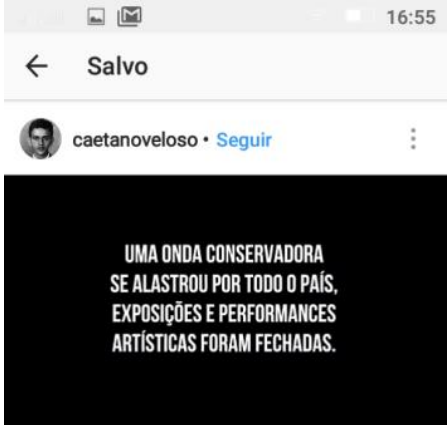 16:55
Salvo
caetanoveloso • Seguir
UMA ONDA CONSERVADORA
SE ALASTROU POR TODO O PAÍS,
EXPOSIÇÕES E PERFORMANCES
ARTÍSTICAS FORAM FECHADAS.